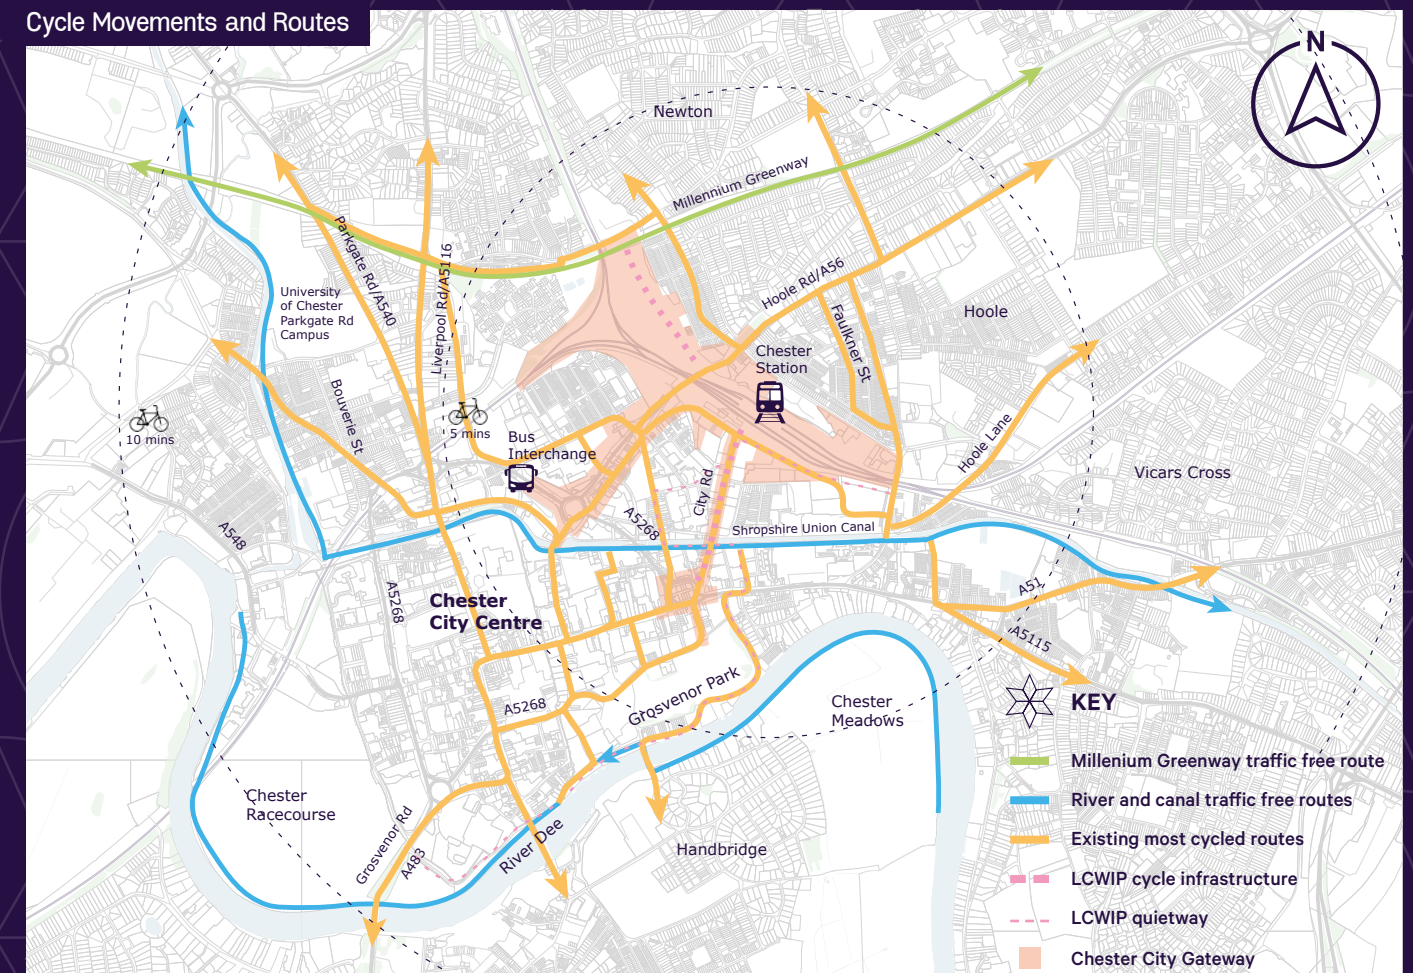 Cycle Movements and Routes
N
Newton
Millennium Greenway
Parkgate Rd/A540
Liverpool Rd/A5116
University
of Chester
Parkgate Rd
Campus
Hoole Rd/A56
Hoole
Faulkner St
Chester
Station
Bouverie St
10 mins
5 mins
Bus
Interchange
Hoole Lane
Vicars Cross
City Rd
A5268
Shropshire Union Canal
A548
A5268
Chester
City Centre
A51
A5115
Grosvenor Park
A5268
Chester
Meadows
Chester
Racecourse
Grosvenor Rd
A483
River Dee
Handbridge
KEY
Millenium Greenway traffic free route
River and canal traffic free routes
Existing most cycled routes
LCWIP cycle infrastructure
LCWIP quietway
Chester City Gateway